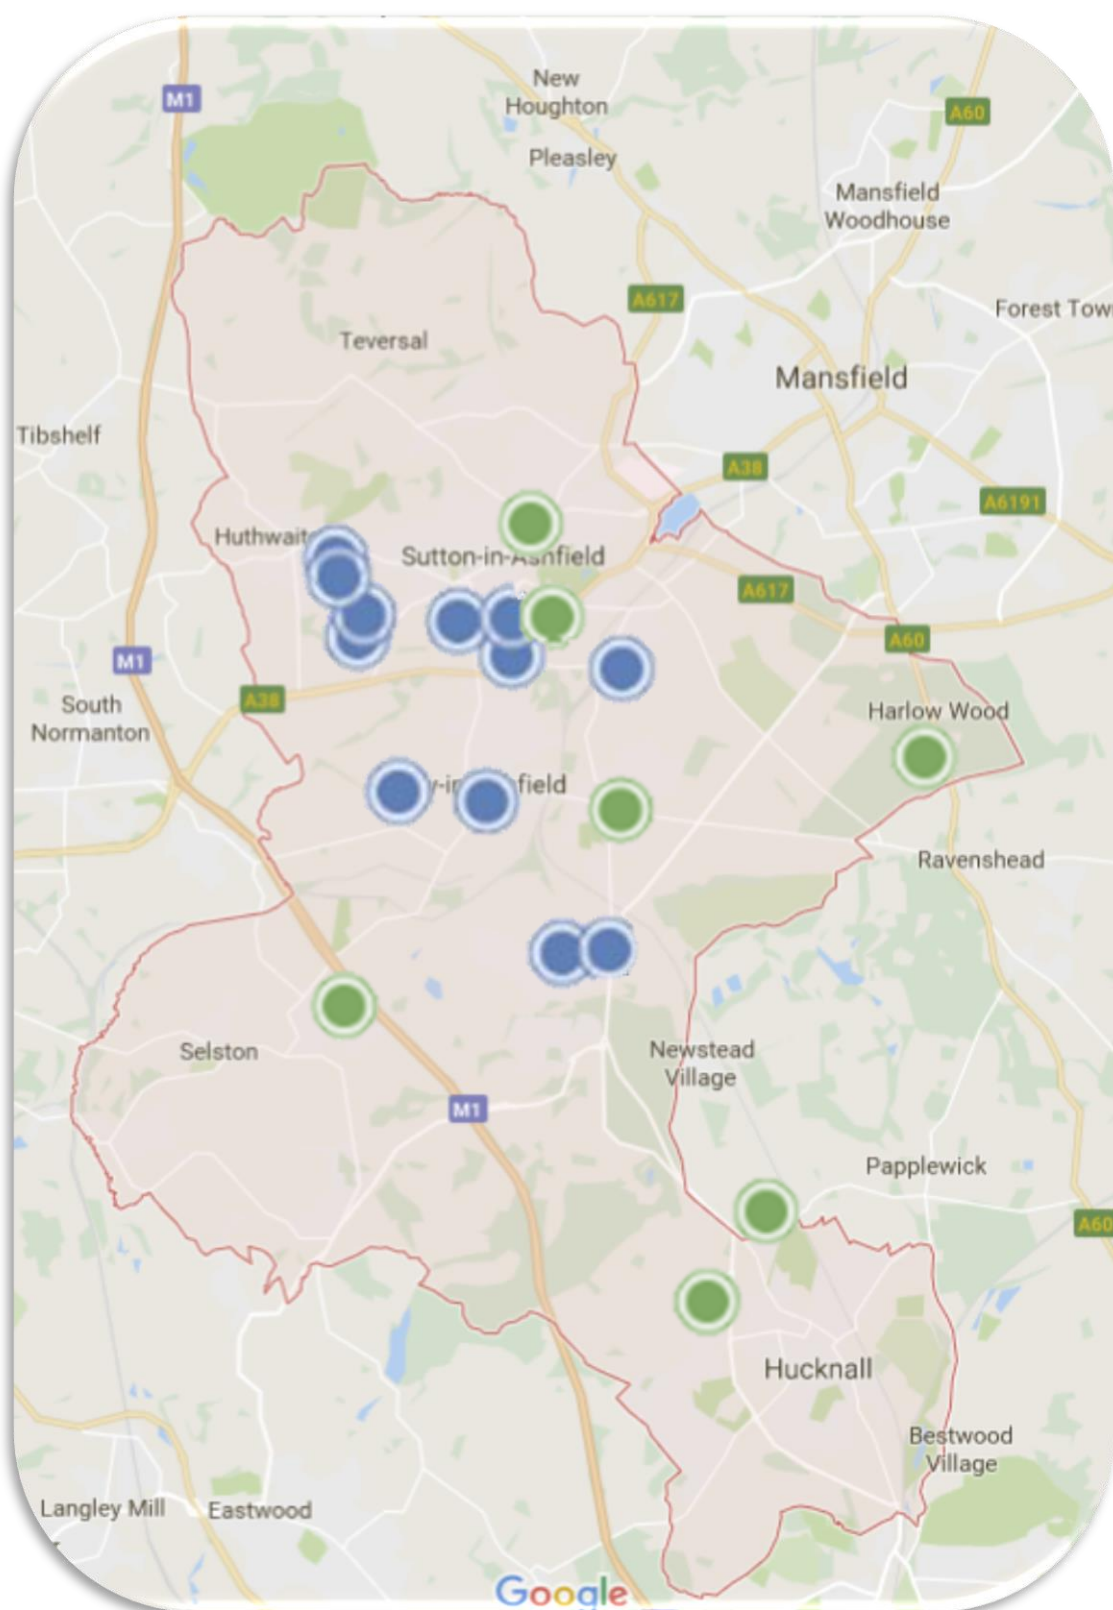 M1
New
Houghton
A60
Pleasley
Mansfield
Woodhouse
A617
Forest Tow
Teversal
Mansfield
Tibshelf
A38
A6191
Huthwait
Sutton-in-Ashfield
A617
A60
M1
South
Normanton
A38
Harlow Wood
y-in
field
Ravenshead
Selston
Newstead
Village
M1
Papplewick
A60
Hucknall
Bestwood
Village
Langley Mill
Eastwood
Google